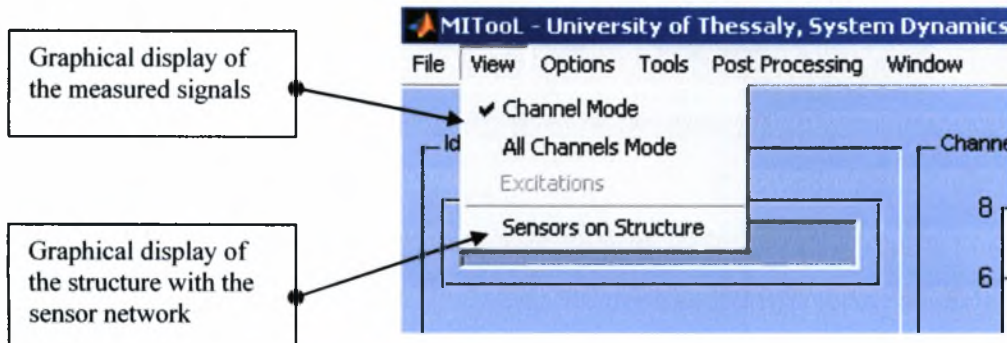 Graphical display of
the measured signals
Graphical display of
the structure with the
sensor network
MITooL - University of Thessaly, System Dynamics
File View Options Tools Post Processing Window
Channel Mode
All Channels Mode
Excitations
Sensors on Structure
Id
Channe
8
6